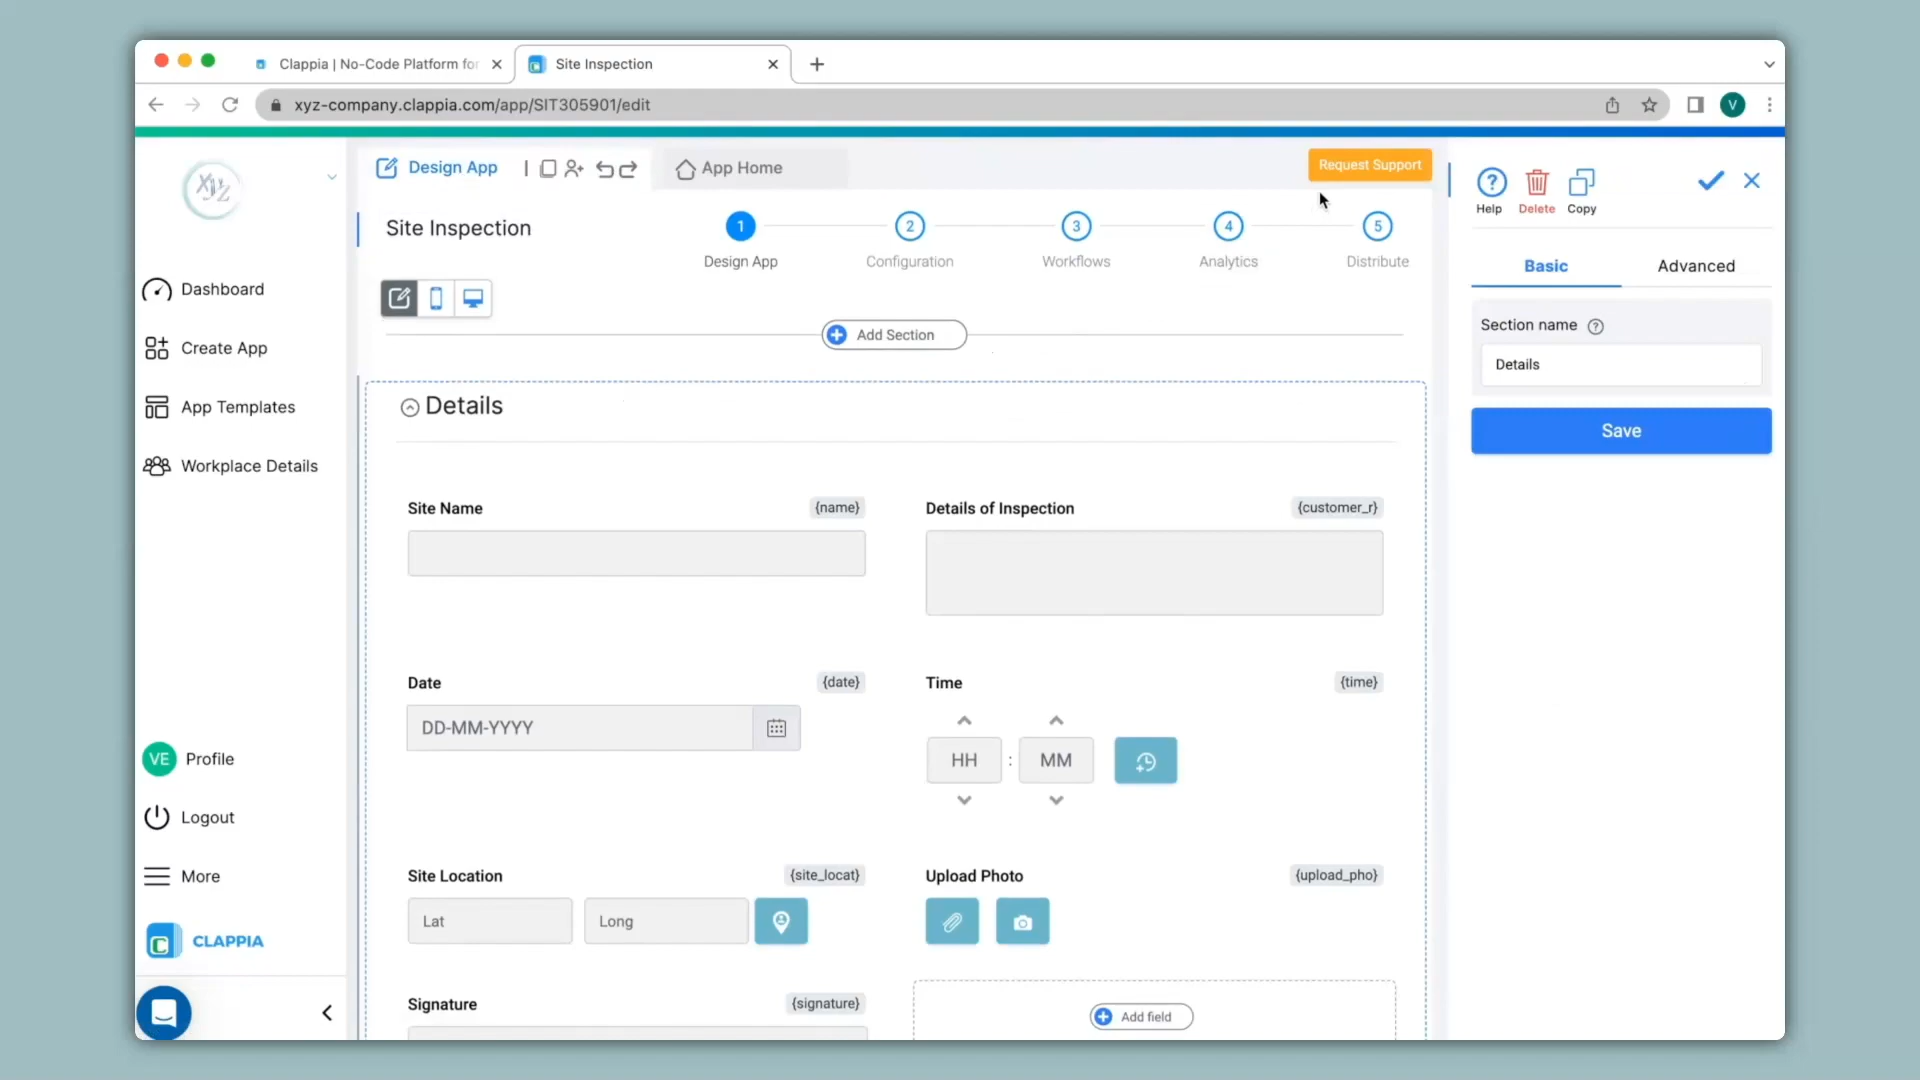 Clappia | No-Code Platform for
Site Inspection
xyz-company.clappia.com/app/SIT305901/edit
V
XYZ
Design App
App Home
Request Support
Help
Delete
Copy
Site Inspection
1
2
3
4
5
Design App
Configuration
Workflows
Analytics
Distribute
Basic
Advanced
Dashboard
Section name
Add Section
Create App
Details
App Templates
Details
Save
Workplace Details
Site Name
{name}
Details of Inspection
{customer_r}
Date
{date}
Time
{time}
DD-MM-YYYY
HH
:
MM
VE
Profile
Logout
Site Location
{site_locat}
Upload Photo
{upload_pho}
More
Lat
Long
CLAPPIA
Signature
{signature}
Add field